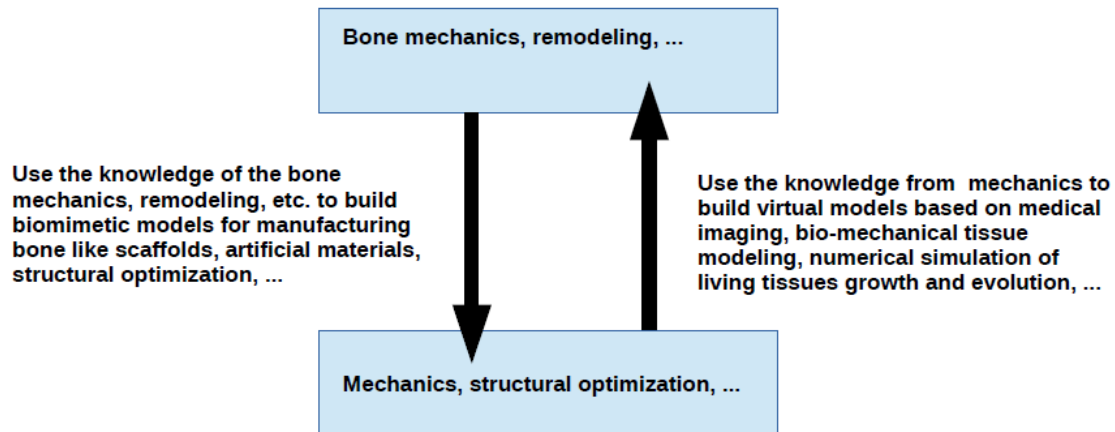 Bone mechanics, remodeling, ...
Use the knowledge of the bone
mechanics, remodeling, etc. to build
biomimetic models for manufacturing
bone like scaffolds, artificial materials,
structural optimization, ...
Use the knowledge from  mechanics to
build virtual models based on medical
imaging, bio-mechanical tissue
modeling, numerical simulation of
living tissues growth and evolution, ...
Mechanics, structural optimization, ...